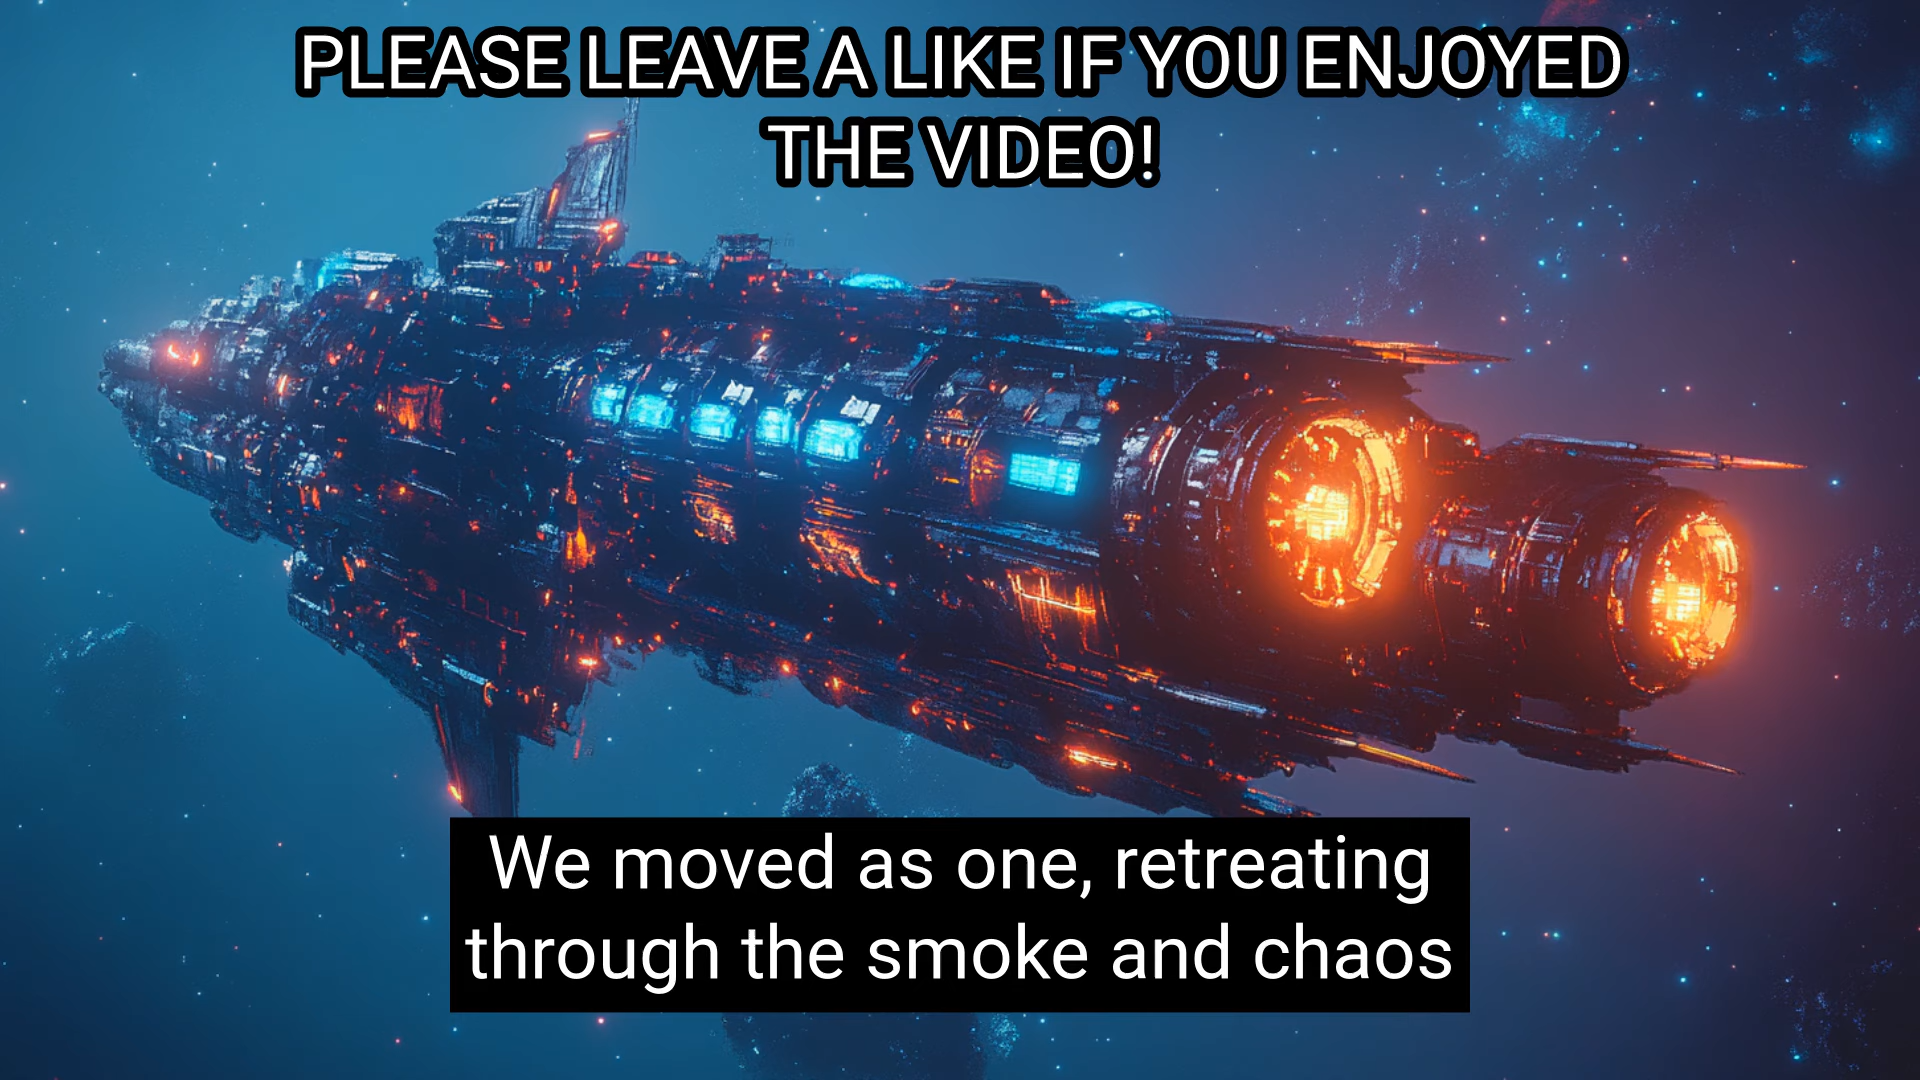 PLEASE LEAVE A LIKE IF YOU ENJOYED
THE VIDEO!
We moved as one, retreating
through the smoke and chaos